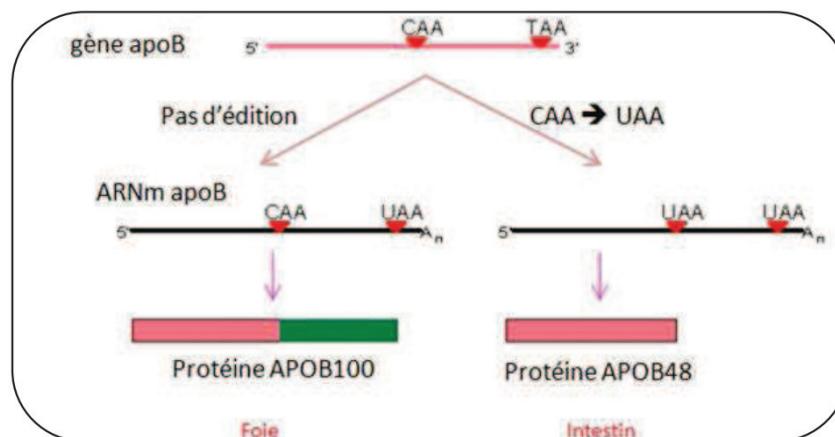 CAA TAA
gène apoB 5' 3'
Pas d'édition CAA → UAA
ARNm apoB
CAA UAA UAA UAA
5' An 5' An
Protéine APOB100 Protéine APOB48
Foie Intestin